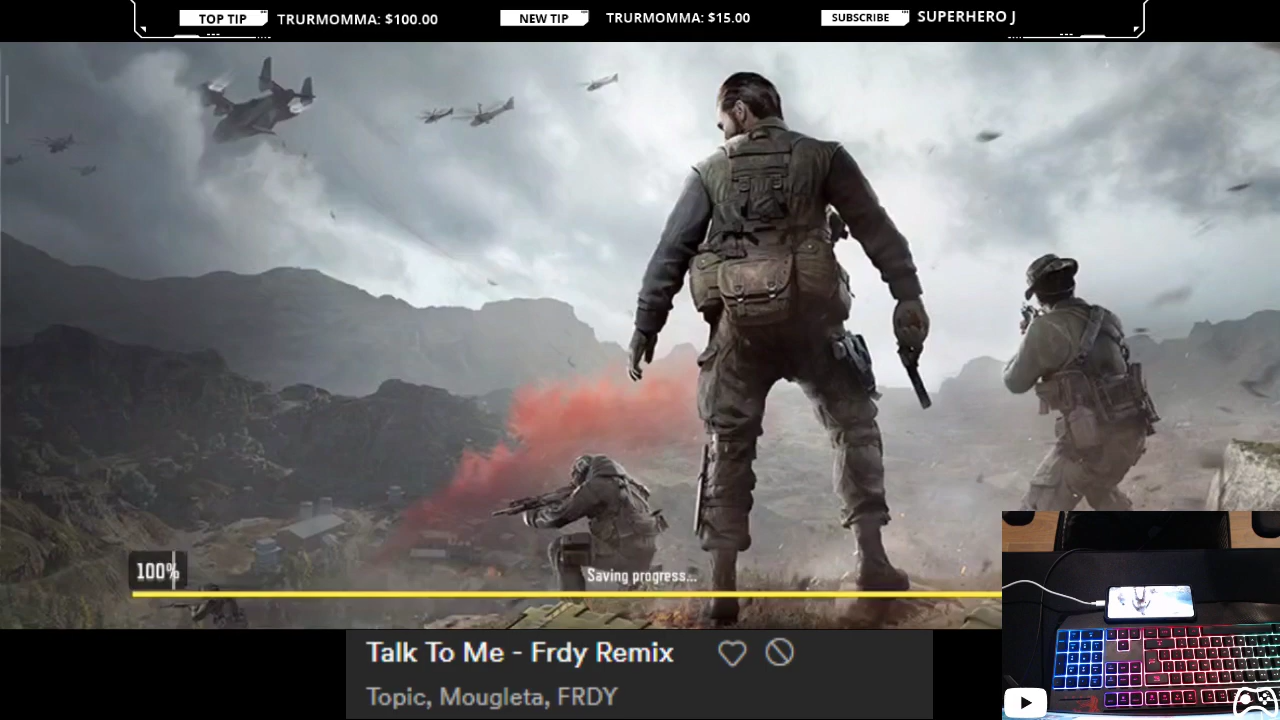 TOP TIP
TRURMOMMA: $100.00
NEW TIP
TRURMOMMA: $15.00
SUBSCRIBE
SUPERHERO J
100%
Saving progress...
Talk To Me - Frdy Remix
Topic, Mougleta, FRDY